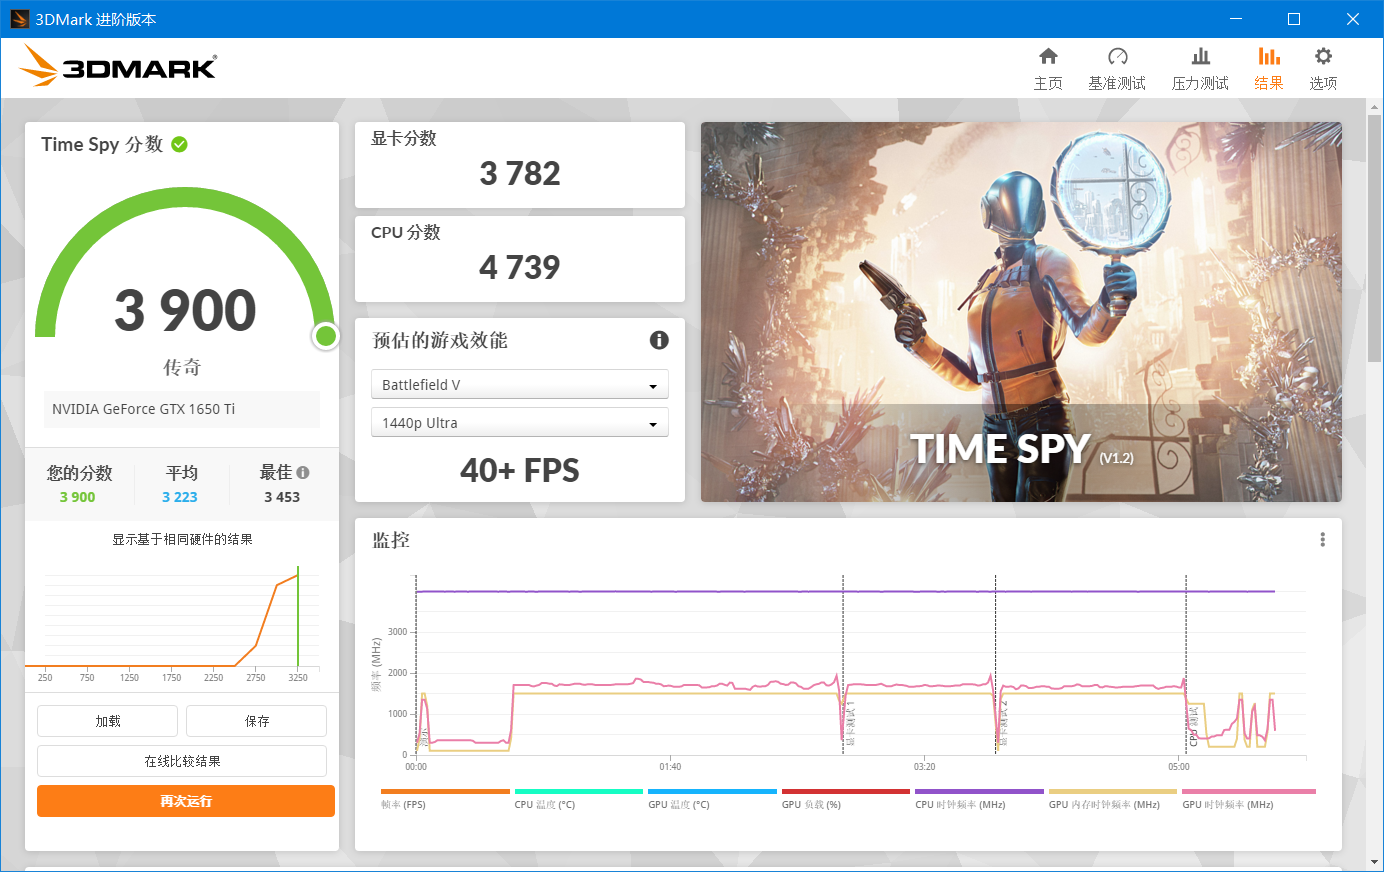 3DMark 进阶版本
3DMARK®
主页
基准测试
压力测试
结果
选项
Time Spy 分数
3 900
传奇
NVIDIA GeForce GTX 1650 Ti
您的分数 平均 最佳
3 900 3 223 3 453
显示基于相同硬件的结果
250 750 1250 1750 2250 2750 3250
加载
保存
在线比较结果
再次运行
显卡分数
3 782
CPU 分数
4 739
预估的游戏效能
Battlefield V
1440p Ultra
40+ FPS
TIME SPY (V1.2)
监控
频率 (MHz)
3000
2000
1000
0
演示
显卡测试 1
显卡测试 2
CPU 测试
00:00 01:40 03:20 05:00
帧率 (FPS)
CPU 温度 (°C)
GPU 温度 (°C)
GPU 负载 (%)
CPU 时钟频率 (MHz)
GPU 内存时钟频率 (MHz)
GPU 时钟频率 (MHz)